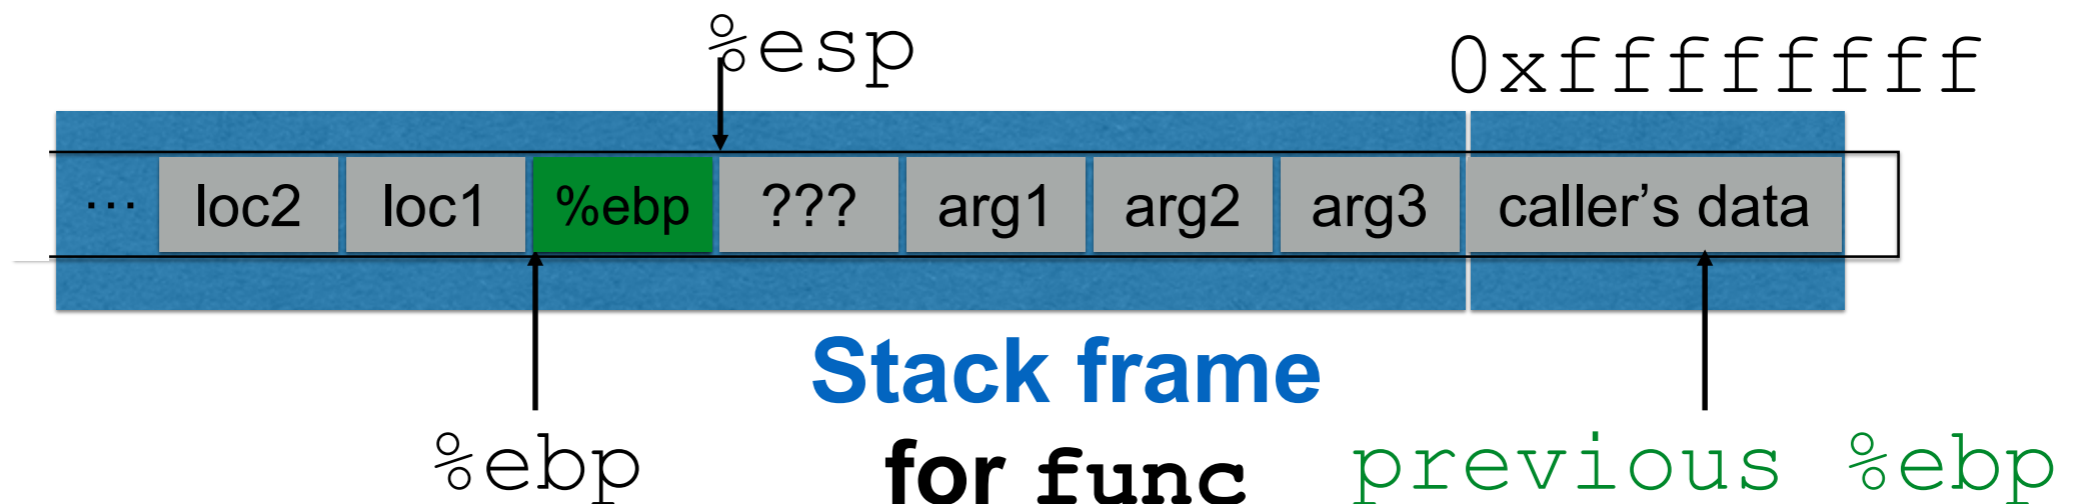 %esp 0xffffffff
… loc2 loc1 %ebp ??? arg1 arg2 arg3 caller’s data
Stack frame
%ebp for func previous %ebp